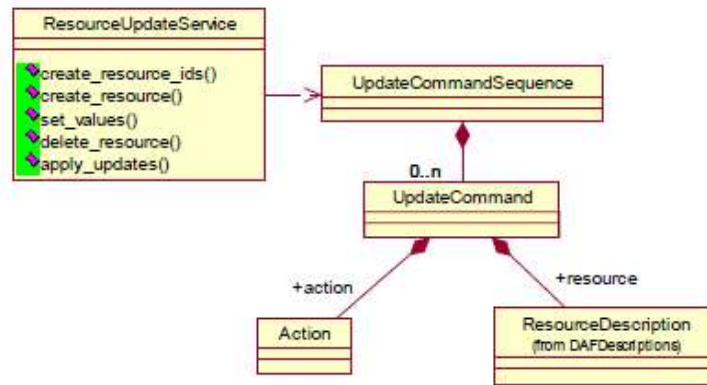 ResourceUpdateService
create_resource_ids()
create_resource()
set_values()
delete_resource()
apply_updates()
UpdateCommandSequence
0..n
UpdateCommand
+action
+resource
Action
ResourceDescription
(from DAFDescriptions)